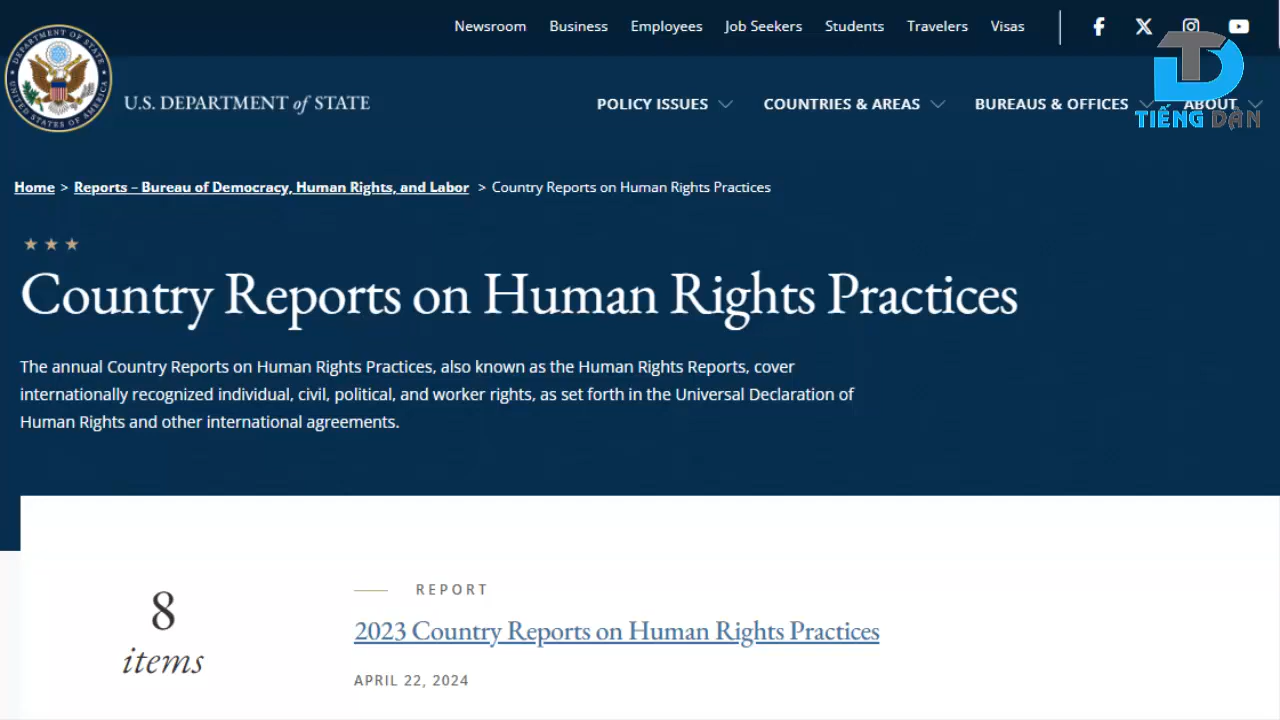 Newsroom Business Employees Job Seekers Students Travelers Visas
DEPARTMENT OF STATE
UNITED STATES OF AMERICA
U.S. DEPARTMENT of STATE
POLICY ISSUES COUNTRIES & AREAS BUREAUS & OFFICES ABOUT
TD
TIẾNG DÂN
Home > Reports – Bureau of Democracy, Human Rights, and Labor > Country Reports on Human Rights Practices
Country Reports on Human Rights Practices
The annual Country Reports on Human Rights Practices, also known as the Human Rights Reports, cover
internationally recognized individual, civil, political, and worker rights, as set forth in the Universal Declaration of
Human Rights and other international agreements.
8
items
REPORT
2023 Country Reports on Human Rights Practices
APRIL 22, 2024